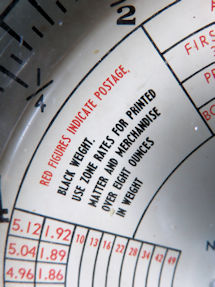 2
1/4
RED FIGURES INDICATE POSTAGE,
BLACK WEIGHT.
USE ZONE RATES FOR PRINTED
MATTER AND MERCHANDISE
OVER EIGHT OUNCES
IN WEIGHT
FIRS
5.12 1.92 10 13 16 22 28 34 42 49
5.04 1.89
4.96 1.86